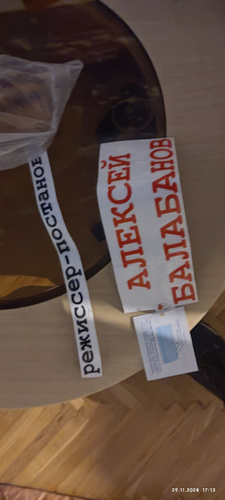 режиссер-постанов
АЛЕКСЕЙ
БАЛАБАНОВ
29.11.2024 17:13